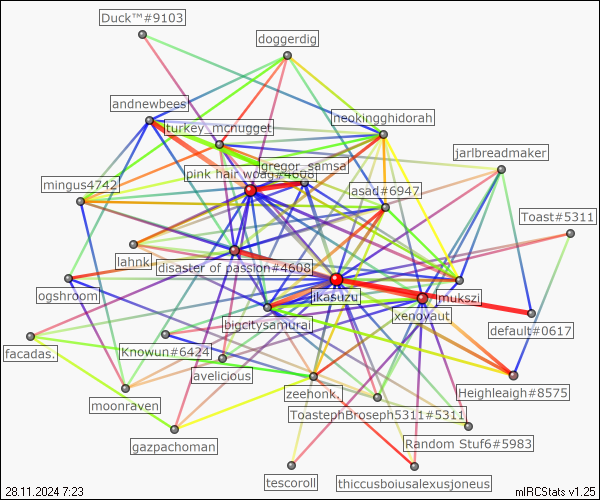 Duck™#9103
doggerdig
andnewbees
neokingghidorah
turkey_mcnugget
jarbreadmaker
gregor_samsa
pink hair woag#4608
mingus4742
asad#6947
Toast#5311
lahnk.
disaster of passion#4608
ogshroom
jkasuzu
mukszi
xenovaut
bigcitysamurai
default#0617
facadas.
Knowun#6424
avelicious
zeehonk.
Heighleaigh#8575
moonraven
ToastephBroseph5311#5311
gazpachoman
Random Stuf6#5983
tescoroll
thiccusboiusalexusjoneus
28.11.2024 7:23
mIRCStats v1.25